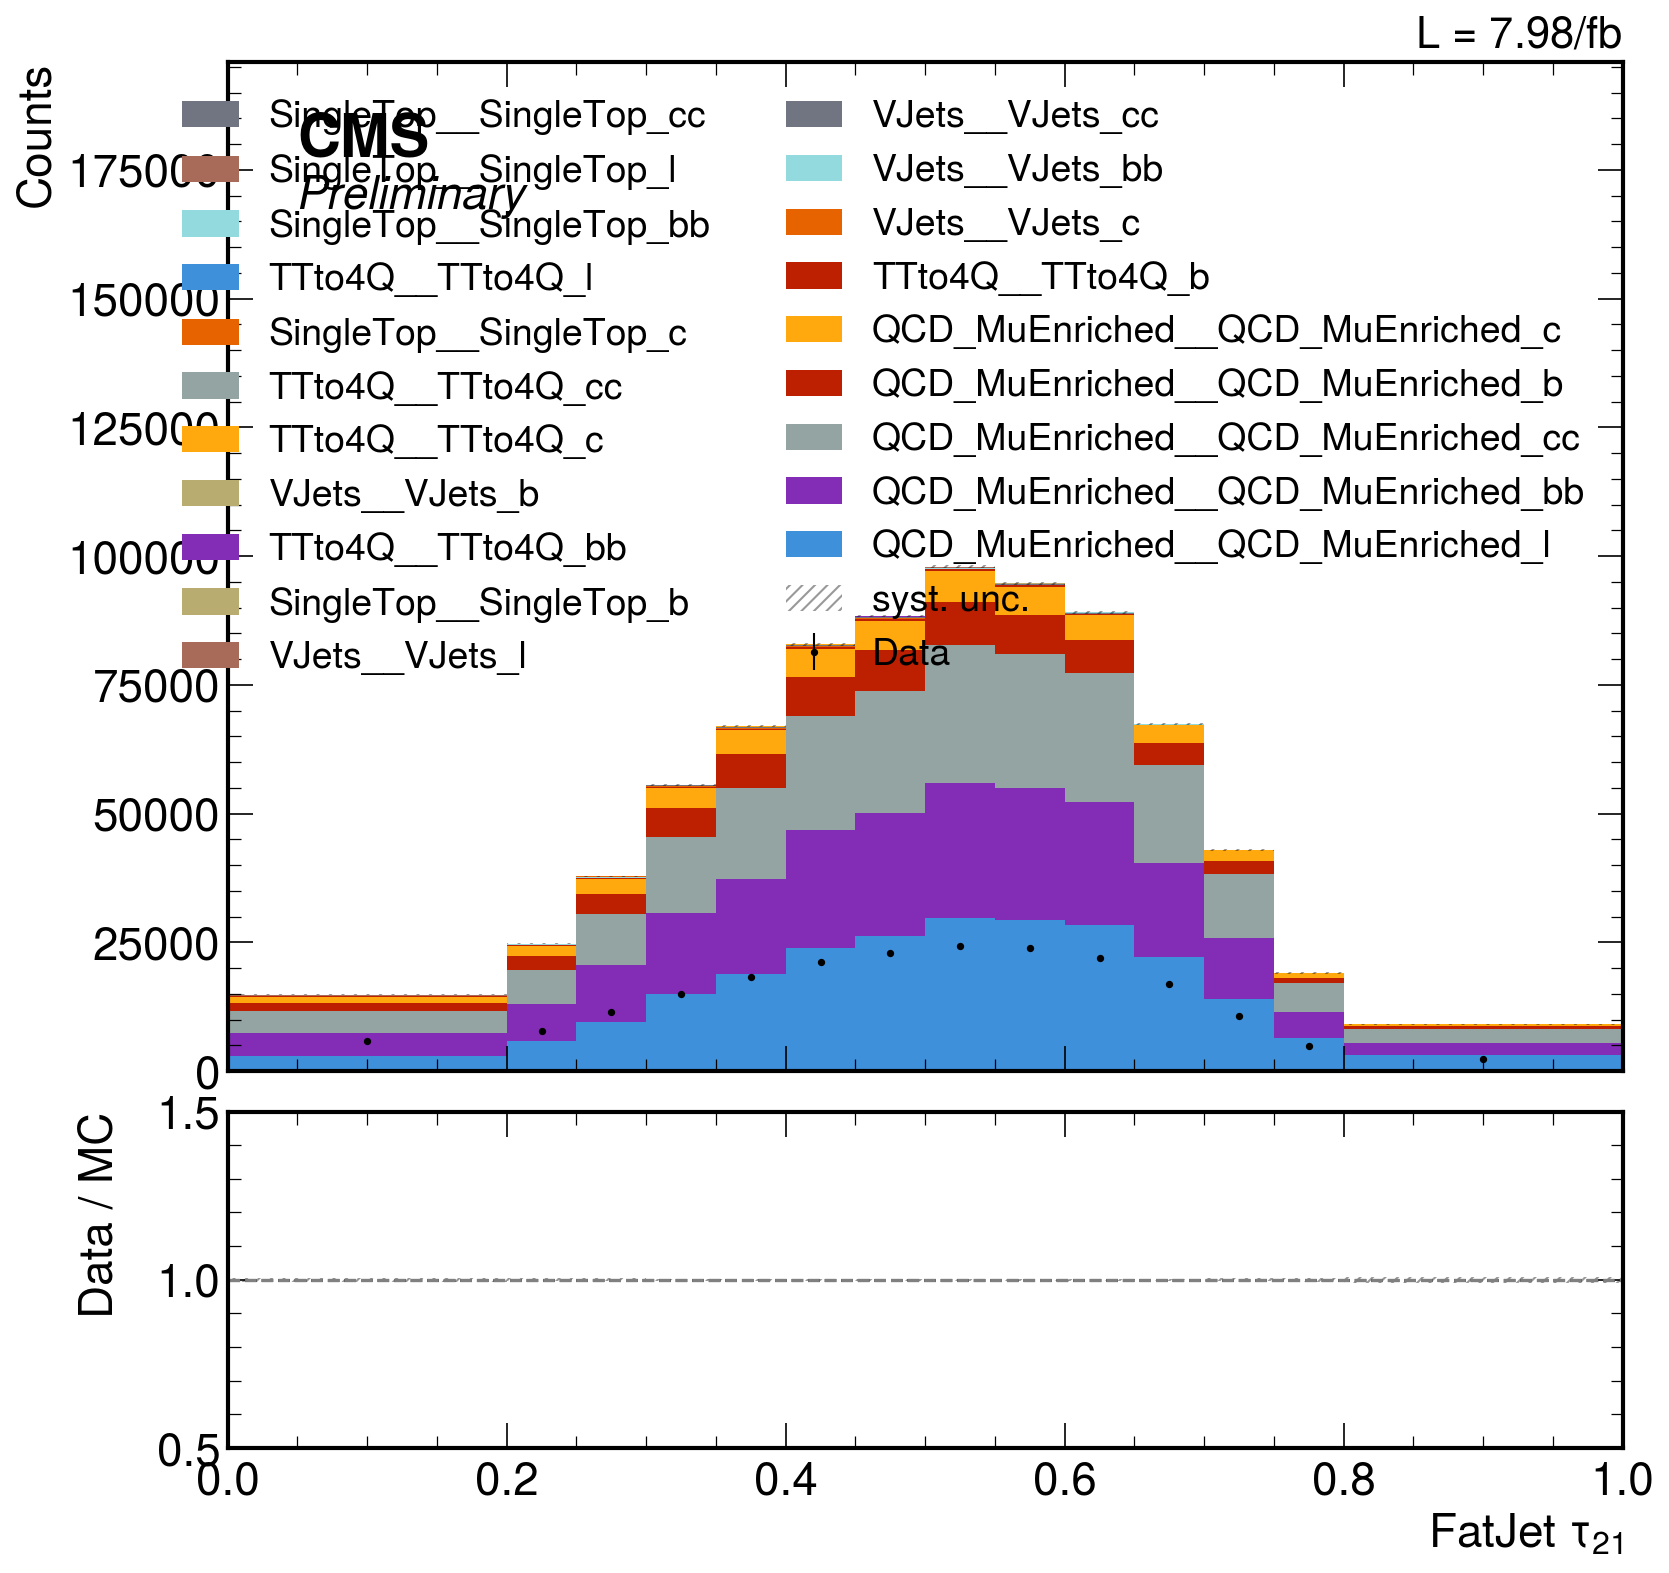 L = 7.98/fb
Counts
CMS
Preliminary
SingleTop__SingleTop_cc
SingleTop__SingleTop_l
SingleTop__SingleTop_bb
TTto4Q__TTto4Q_l
SingleTop__SingleTop_c
TTto4Q__TTto4Q_cc
TTto4Q__TTto4Q_c
VJets__VJets_b
TTto4Q__TTto4Q_bb
SingleTop__SingleTop_b
VJets__VJets_l
VJets__VJets_cc
VJets__VJets_bb
VJets__VJets_c
TTto4Q__TTto4Q_b
QCD_MuEnriched__QCD_MuEnriched_c
QCD_MuEnriched__QCD_MuEnriched_b
QCD_MuEnriched__QCD_MuEnriched_cc
QCD_MuEnriched__QCD_MuEnriched_bb
QCD_MuEnriched__QCD_MuEnriched_l
syst. unc.
Data
175000
150000
125000
100000
75000
50000
25000
0
Data / MC
1.5
1.0
0.5
0.0 0.2 0.4 0.6 0.8 1.0
FatJet τ₂₁